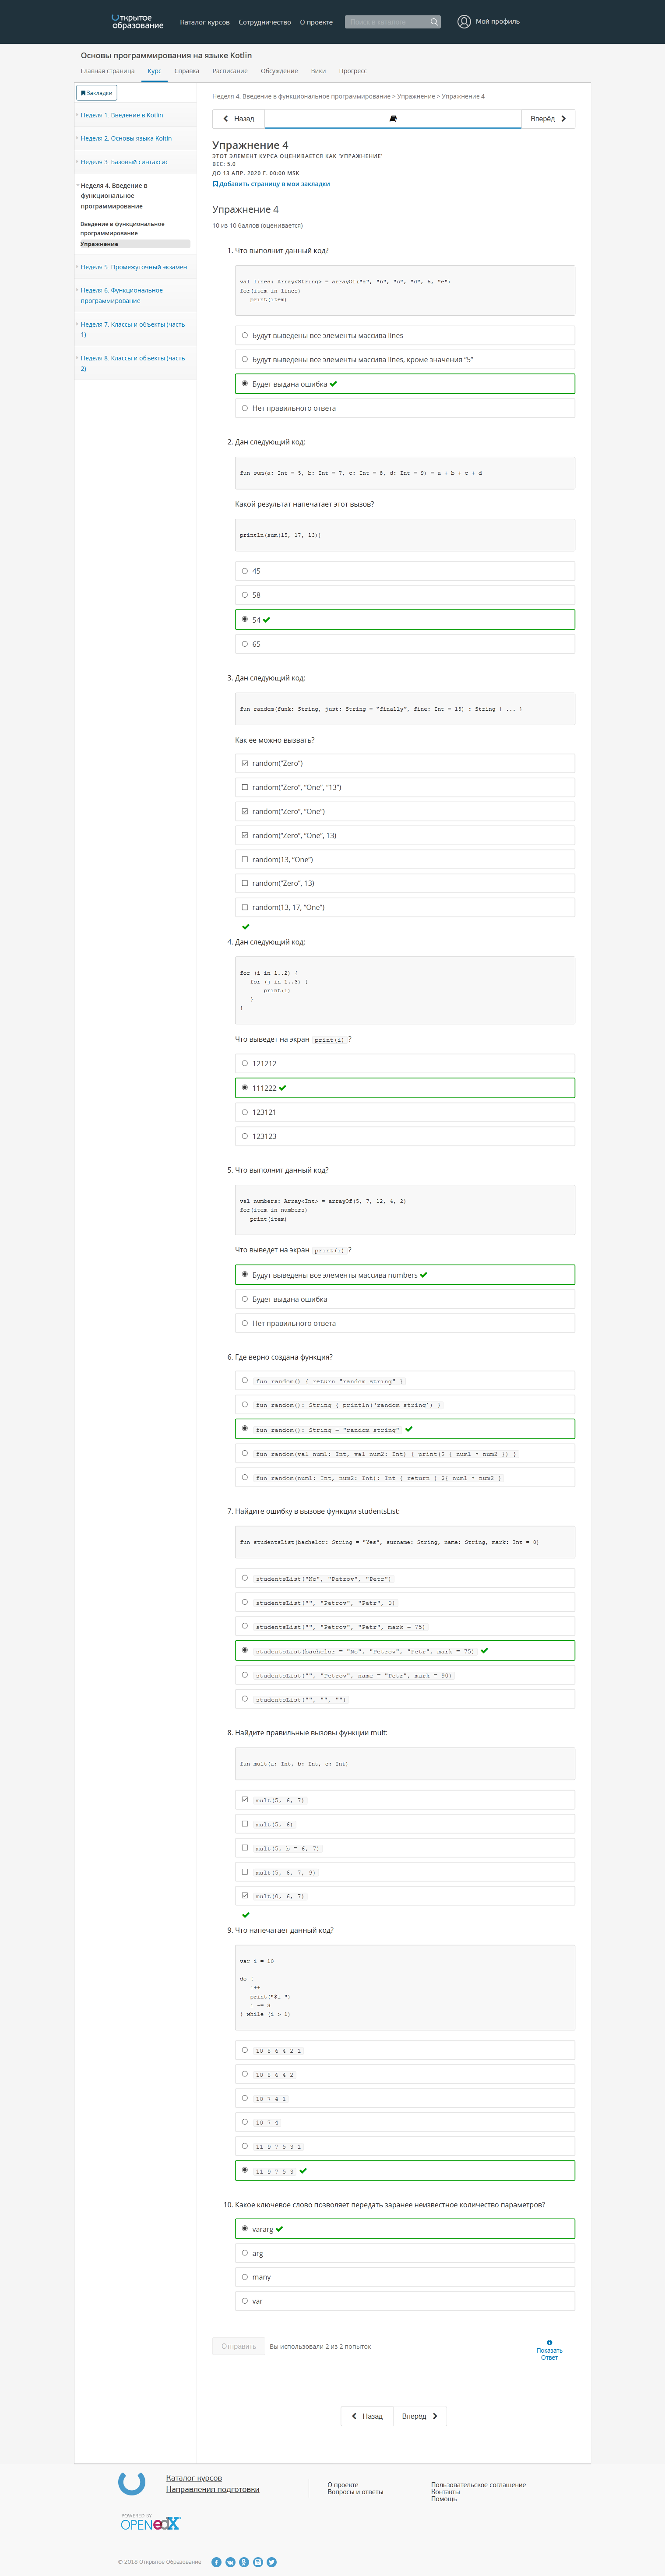 Открытое образование
Каталог курсов Сотрудничество О проекте
Мой профиль
Основы программирования на языке Kotlin
Главная страница Курс Справка Расписание Обсуждение Вики Прогресс
Закладки
Неделя 1. Введение в Kotlin
Неделя 2. Основы языка Koltin
Неделя 3. Базовый синтаксис
Неделя 4. Введение в
функциональное
программирование
Введение в функциональное
программирование
Упражнение
Неделя 5. Промежуточный экзамен
Неделя 6. Функциональное
программирование
Неделя 7. Классы и объекты (часть
1)
Неделя 8. Классы и объекты (часть
2)
Неделя 4. Введение в функциональное программирование > Упражнение > Упражнение 4
Назад Вперёд
Упражнение 4
ЭТОТ ЭЛЕМЕНТ КУРСА ОЦЕНИВАЕТСЯ КАК 'УПРАЖНЕНИЕ'
ВЕС: 5.0
ДО 13 АПР. 2020 Г. 00:00 MSK
Добавить страницу в мои закладки
Упражнение 4
10 из 10 баллов (оценивается)
1. Что выполнит данный код?
val lines: Array<String> = arrayOf("a", "b", "c", "d", 5, "e")
for(item in lines)
print(item)
Будут выведены все элементы массива lines
Будут выведены все элементы массива lines, кроме значения "5"
Будет выдана ошибка
Нет правильного ответа
2. Дан следующий код:
fun sum(a: Int = 5, b: Int = 7, c: Int = 8, d: Int = 9) = a + b + c + d
Какой результат напечатает этот вызов?
println(sum(15, 17, 13))
45
58
54
65
3. Дан следующий код:
fun random(funk: String, just: String = "finally", fine: Int = 15) : String { ... }
Как её можно вызвать?
random("Zero")
random("Zero", "One", "13")
random("Zero", "One")
random("Zero", "One", 13)
random(13, "One")
random("Zero", 13)
random(13, 17, "One")
4. Дан следующий код:
for (i in 1..2) {
for (j in 1..3) {
print(i)
}
}
Что выведет на экран print(i) ?
121212
111222
123121
123123
5. Что выполнит данный код?
val numbers: Array<Int> = arrayOf(5, 7, 12, 4, 2)
for(item in numbers)
print(item)
Что выведет на экран print(i) ?
Будут выведены все элементы массива numbers
Будет выдана ошибка
Нет правильного ответа
6. Где верно создана функция?
fun random() { return "random string" }
fun random(): String { println('random string') }
fun random(): String = "random string"
fun random(val num1: Int, val num2: Int) { print($ { num1 * num2 }) }
fun random(num1: Int, num2: Int): Int { return } ${ num1 * num2 }
7. Найдите ошибку в вызове функции studentsList:
fun studentsList(bachelor: String = "Yes", surname: String, name: String, mark: Int = 0)
studentsList("No", "Petrov", "Petr")
studentsList("", "Petrov", "Petr", 0)
studentsList("", "Petrov", "Petr", mark = 75)
studentsList(bachelor = "No", "Petrov", "Petr", mark = 75)
studentsList("", "Petrov", name = "Petr", mark = 90)
studentsList("", "", "")
8. Найдите правильные вызовы функции mult:
fun mult(a: Int, b: Int, c: Int)
mult(5, 6, 7)
mult(5, 6)
mult(5, b = 6, 7)
mult(5, 6, 7, 9)
mult(0, 6, 7)
9. Что напечатает данный код?
var i = 10
do {
i++
print("$i ")
i -= 3
} while (i > 1)
10 8 6 4 2 1
10 8 6 4 2
10 7 4 1
10 7 4
11 9 7 5 3 1
11 9 7 5 3
10. Какое ключевое слово позволяет передать заранее неизвестное количество параметров?
vararg
arg
many
var
Отправить Вы использовали 2 из 2 попыток
Показать
Ответ
Назад Вперёд
Каталог курсов
Направления подготовки
О проекте
Вопросы и ответы
Пользовательское соглашение
Контакты
Помощь
POWERED BY
OPEN edX
© 2018 Открытое Образование